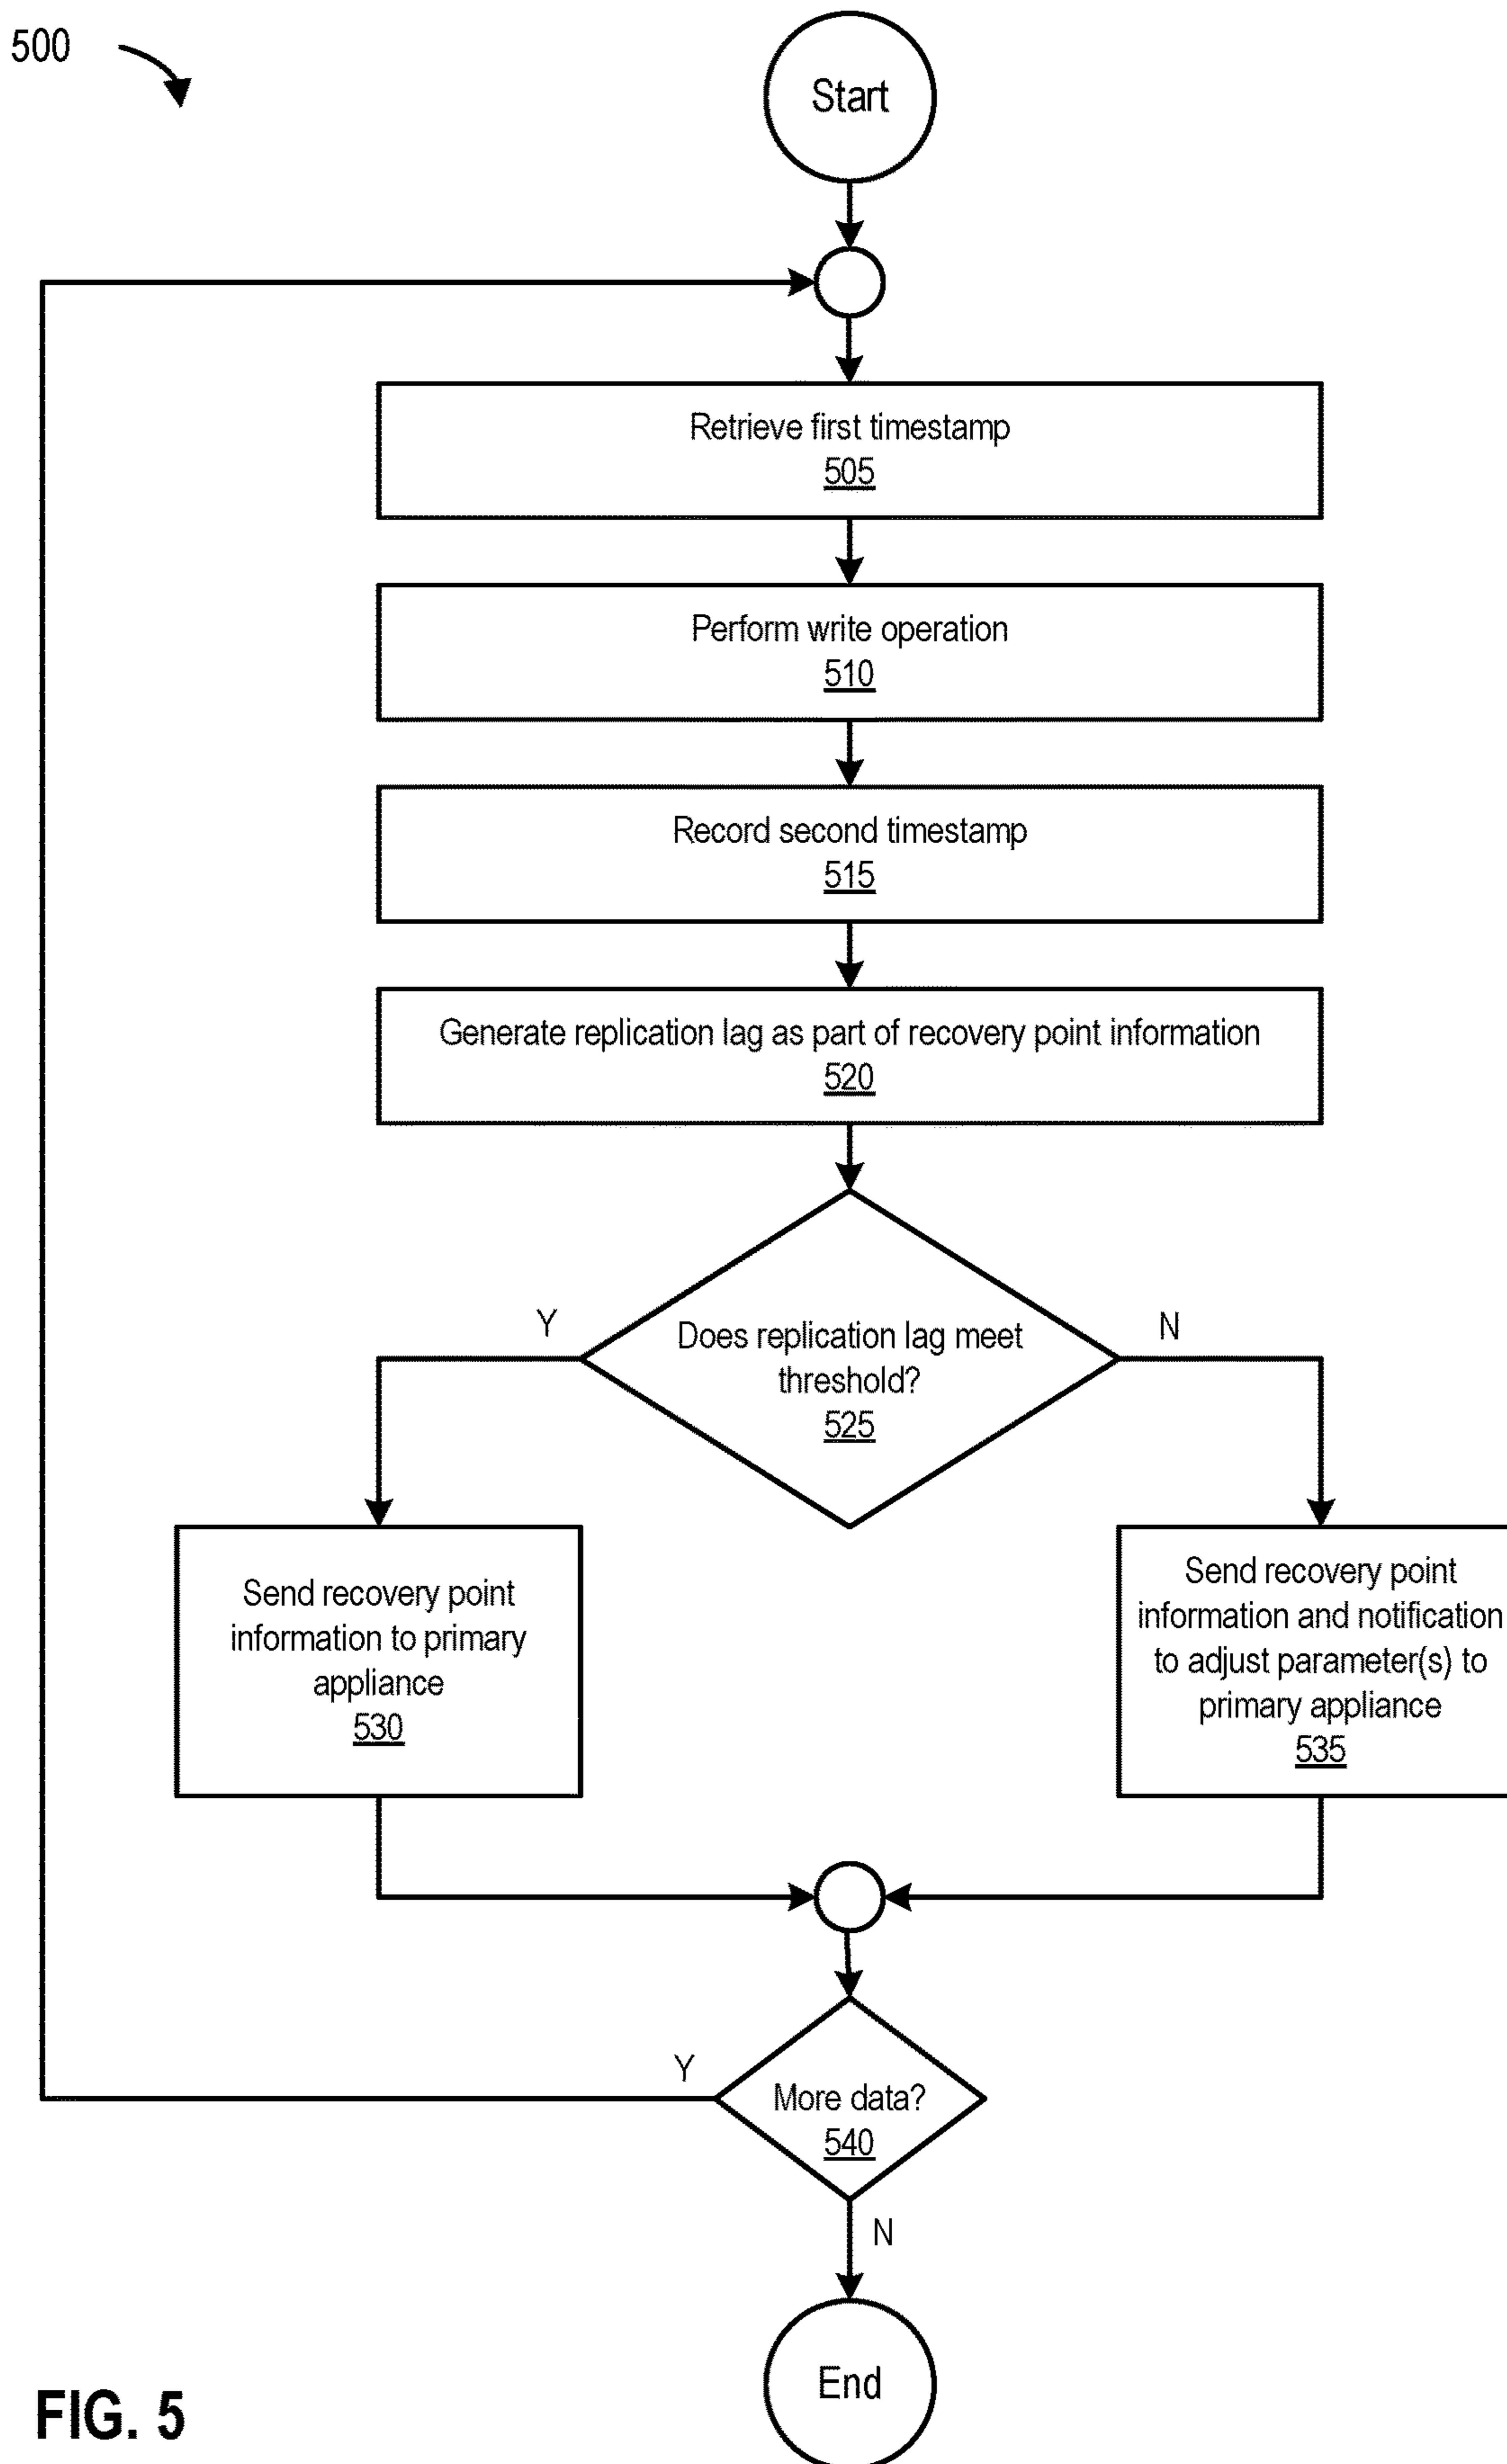 500
Start
Retrieve first timestamp
505
Perform write operation
510
Record second timestamp
515
Generate replication lag as part of recovery point information
520
Y
N
Does replication lag meet
threshold?
525
Send recovery point
information to primary
appliance
530
Send recovery point
information and notification
to adjust parameter(s) to
primary appliance
535
Y
More data?
540
N
End
FIG. 5